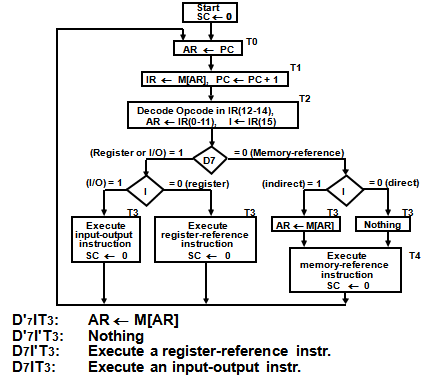 Start
SC ← 0
T0
AR ← PC
T1
IR ← M[AR], PC ← PC + 1
T2
Decode Opcode in IR(12-14),
AR ← IR(0-11), I ← IR(15)
(Register or I/O) = 1
D7
= 0 (Memory-reference)
(I/O) = 1
I
= 0 (register)
(indirect) = 1
I
= 0 (direct)
T3
T3
T3
T3
Execute
input-output
instruction
SC ← 0
Execute
register-reference
instruction
SC ← 0
AR ← M[AR]
Nothing
Execute
memory-reference
instruction
SC ← 0
T4
D'7IT3: AR ← M[AR]
D'7I'T3: Nothing
D7I'T3: Execute a register-reference instr.
D7IT3: Execute an input-output instr.